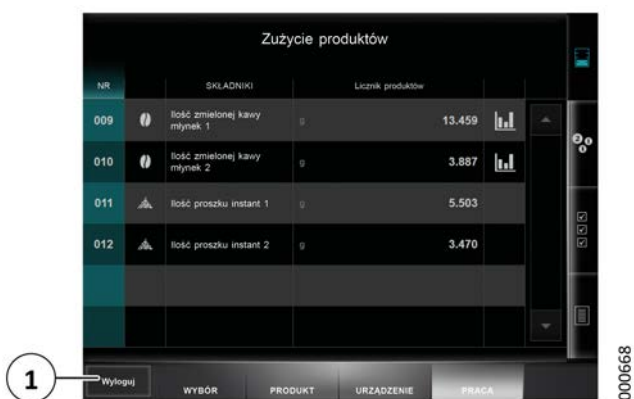 Zużycie produktów
NR SKŁADNIKI Licznik produktów
009 Ilość zmielonej kawy
młynek 1 g 13.459
010 Ilość zmielonej kawy
młynek 2 g 3.887
011 Ilość proszku instant 1 g 5.503
012 Ilość proszku instant 2 g 3.470
1 Wyloguj WYBÓR PRODUKT URZĄDZENIE PRACA
000668